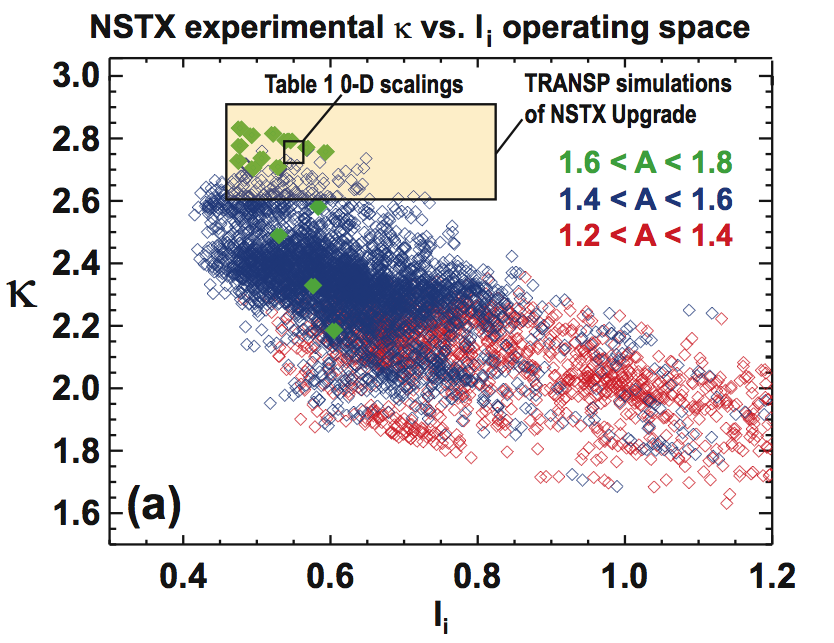 NSTX experimental κ vs. lᵢ operating space
3.0
2.8
2.6
2.4
2.2
2.0
1.8
1.6
κ
Table 1 0-D scalings
TRANSP simulations
of NSTX Upgrade
1.6 < A < 1.8
1.4 < A < 1.6
1.2 < A < 1.4
(a)
0.4 0.6 0.8 1.0 1.2
lᵢ